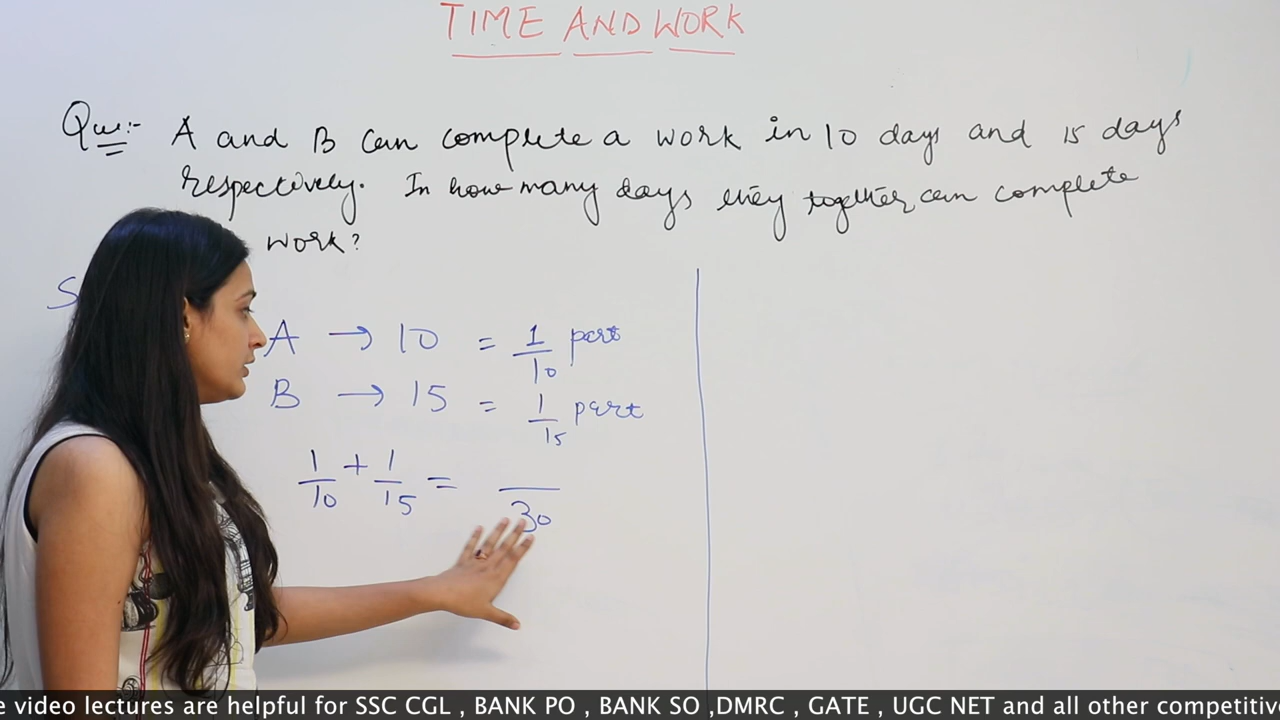 TIME AND WORK
Que:- A and B can complete a work in 10 days and 15 days
respectively. In how many days they together can complete
work?
S
A → 10 = 1/10 part
B → 15 = 1/15 part
1/10 + 1/15 = /30
e video lectures are helpful for SSC CGL , BANK PO , BANK SO ,DMRC , GATE , UGC NET and all other competitive